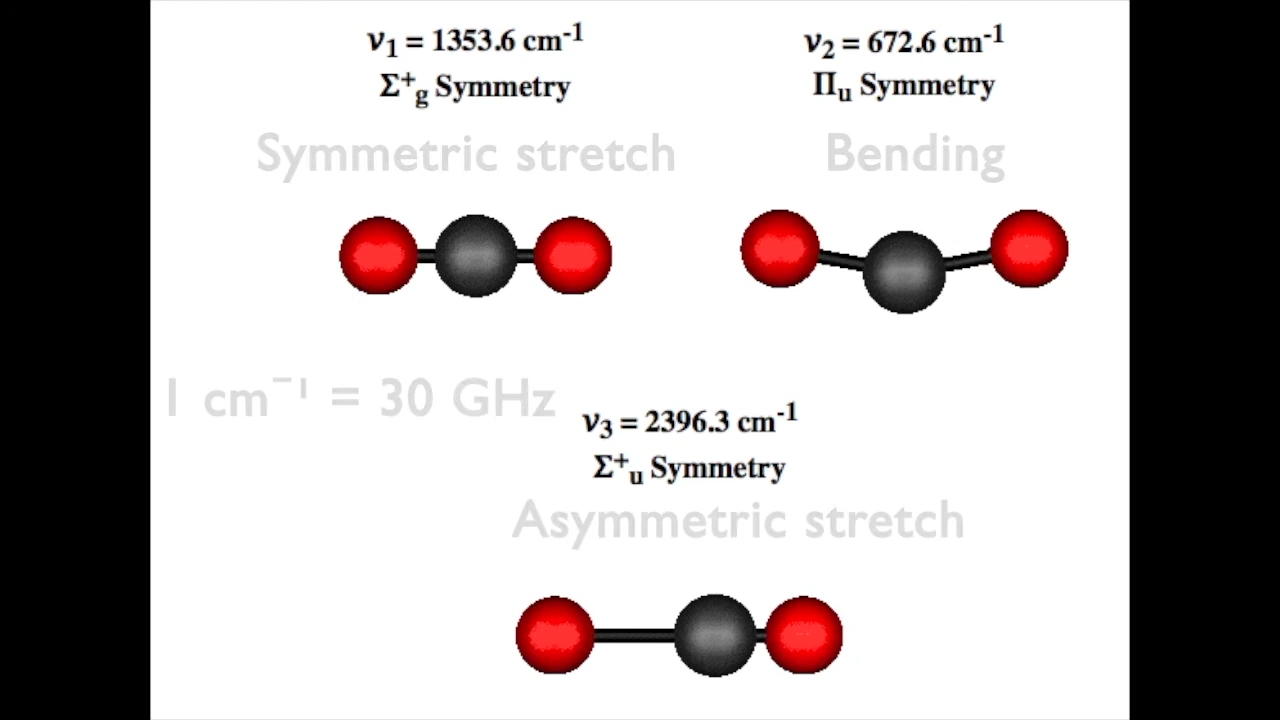 ν₁ = 1353.6 cm⁻¹
Σ⁺g Symmetry
Symmetric stretch
ν₂ = 672.6 cm⁻¹
Πᵤ Symmetry
Bending
1 cm⁻¹ = 30 GHz
ν₃ = 2396.3 cm⁻¹
Σ⁺ᵤ Symmetry
Asymmetric stretch